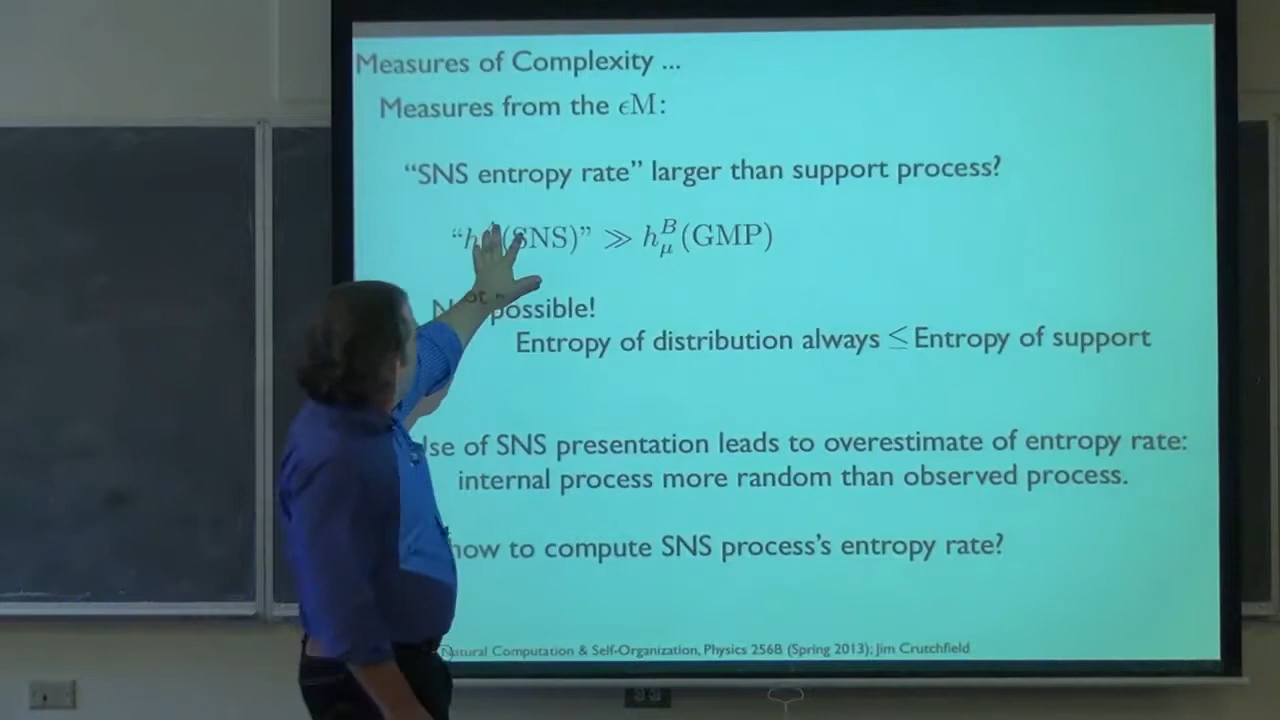 Measures of Complexity ...
Measures from the ϵM:
“SNS entropy rate” larger than support process?
“h (SNS)” ≫ h_μ^B(GMP)
Not possible!
Entropy of distribution always ≤ Entropy of support
se of SNS presentation leads to overestimate of entropy rate:
internal process more random than observed process.
how to compute SNS process’s entropy rate?
Natural Computation & Self-Organization, Physics 256B (Spring 2013); Jim Crutchfield